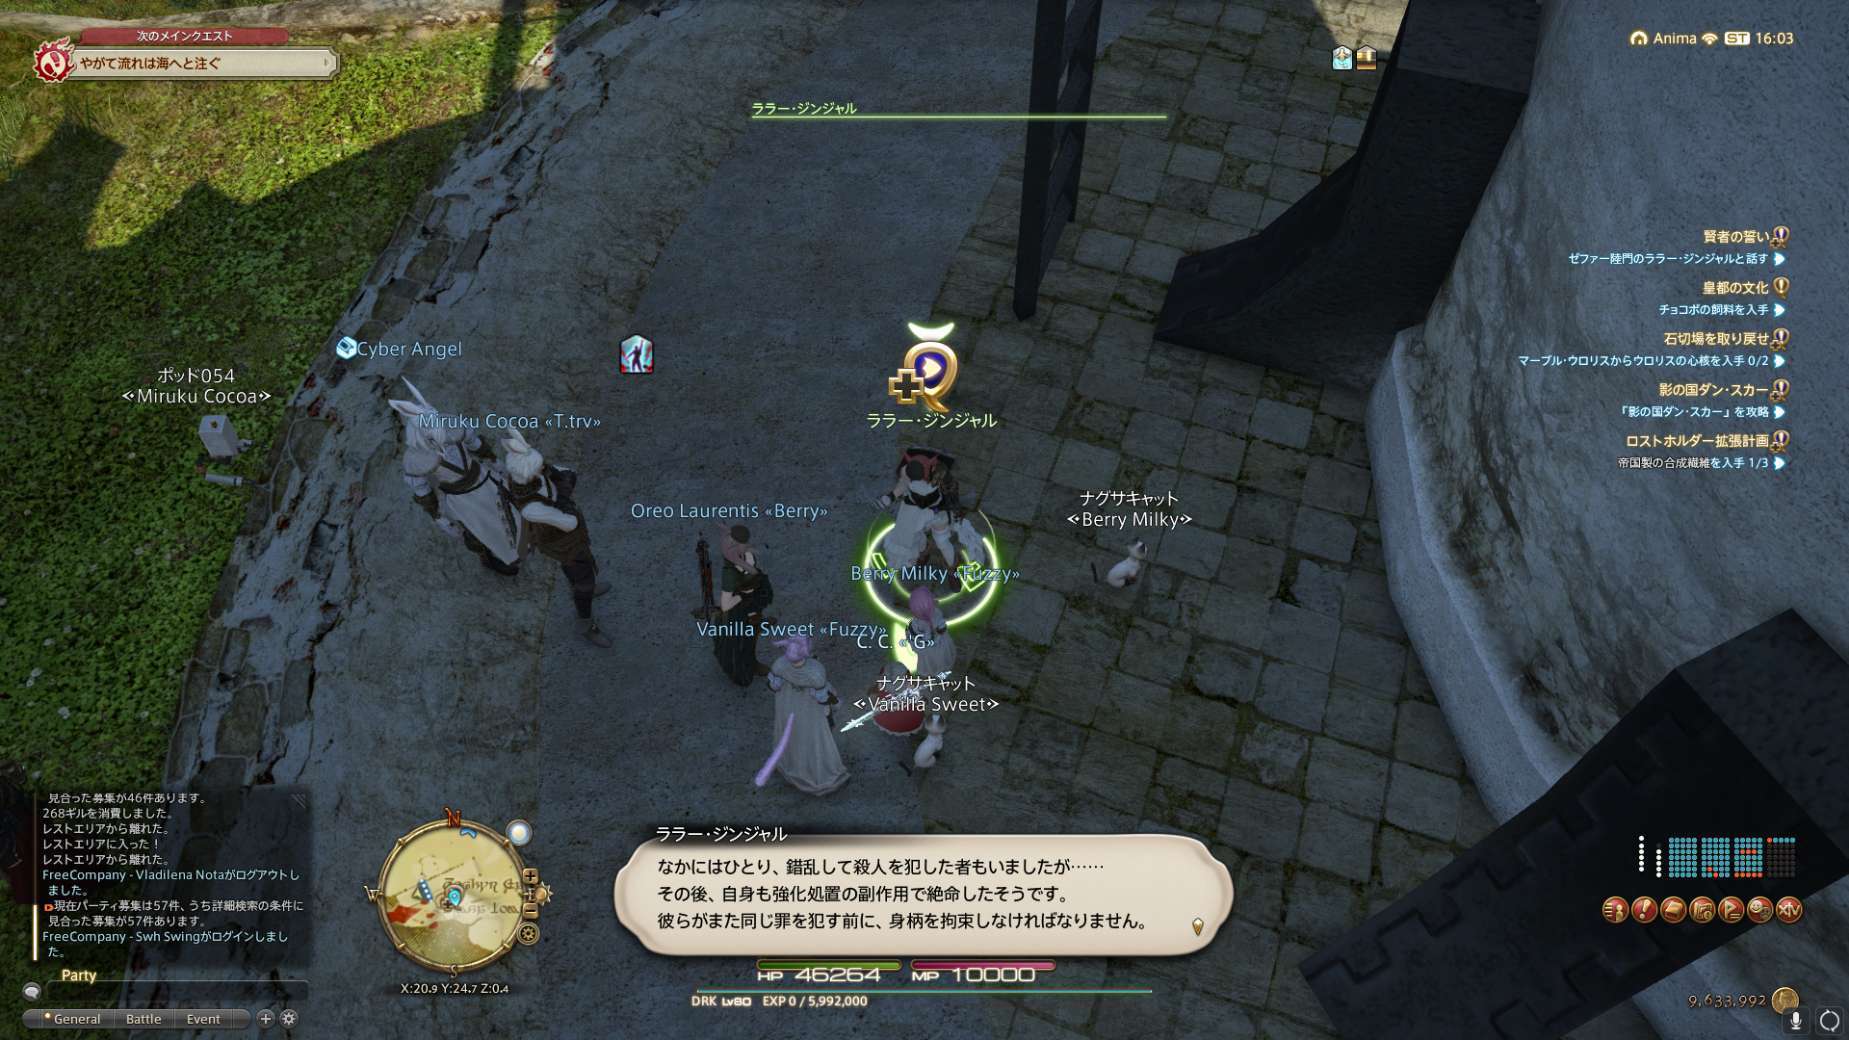 次のメインクエスト
やがて流れは海へと注ぐ
ララー・ジンジャル
Anima ST 16:03
賢者の誓い
ゼファー陸門のララー・ジンジャルと話す
皇都の文化
チョコボの飼料を入手
石切場を取り戻せ
マーブル・ウロリスからウロリスの心核を入手 0/2
影の国ダン・スカー
「影の国ダン・スカー」を攻略
ロストホルダー拡張計画
帝国製の合成繊維を入手 1/3
Cyber Angel
ポッド054
Miruku Cocoa
Miruku Cocoa «T.trv»
ララー・ジンジャル
Oreo Laurentis «Berry»
ナグサキャット
Berry Milky
Berry Milky «Fuzzy»
Vanilla Sweet «Fuzzy»
C. C. «'G»
ナグサキャット
Vanilla Sweet
見合った募集が46件あります。
268ギルを消費しました。
レストエリアから離れた。
レストエリアに入った！
レストエリアから離れた。
FreeCompany - Vladilena Notaがログアウトし
ました。
現在パーティ募集は57件、うち詳細検索の条件に
見合った募集が57件あります。
FreeCompany - Swh Swingがログインしまし
た。
Party
General Battle Event
N
W
S
X:20.9 Y:24.7 Z:0.4
ララー・ジンジャル
なかにはひとり、錯乱して殺人を犯した者もいましたが……
その後、自身も強化処置の副作用で絶命したそうです。
彼らがまた同じ罪を犯す前に、身柄を拘束しなければなりません。
HP 46264 MP 10000
DRK Lv80 EXP 0 / 5,992,000
XIV
9,633,992